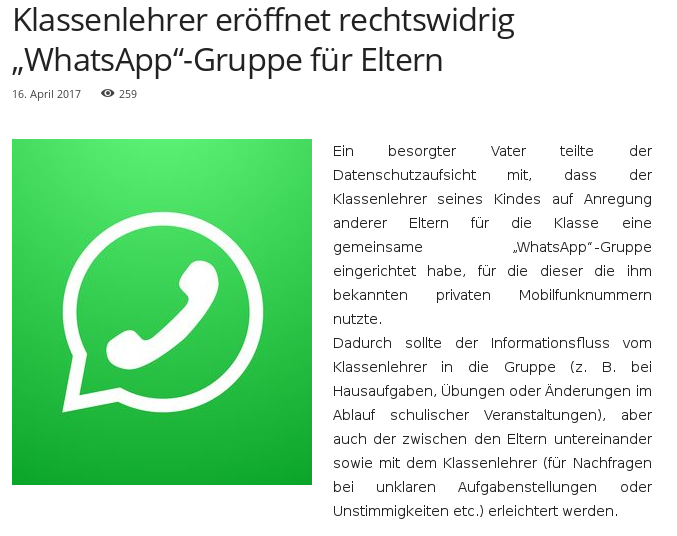 Klassenlehrer eröffnet rechtswidrig
„WhatsApp“-Gruppe für Eltern
16. April 2017 259
Ein besorgter Vater teilte der
Datenschutzaufsicht mit, dass der
Klassenlehrer seines Kindes auf Anregung
anderer Eltern für die Klasse eine
gemeinsame „WhatsApp“-Gruppe
eingerichtet habe, für die dieser die ihm
bekannten privaten Mobilfunknummern
nutzte.
Dadurch sollte der Informationsfluss vom
Klassenlehrer in die Gruppe (z. B. bei
Hausaufgaben, Übungen oder Änderungen im
Ablauf schulischer Veranstaltungen), aber
auch der zwischen den Eltern untereinander
sowie mit dem Klassenlehrer (für Nachfragen
bei unklaren Aufgabenstellungen oder
Unstimmigkeiten etc.) erleichtert werden.